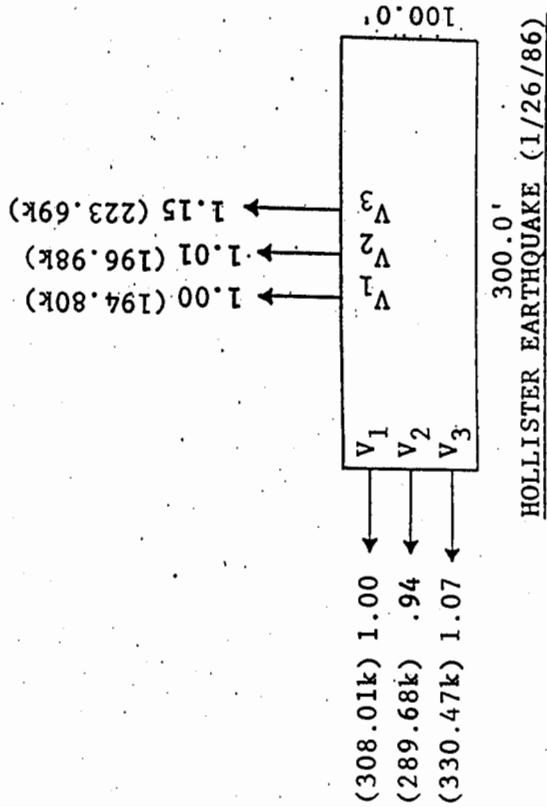 100.0'
1.15 (223.69k)
1.01 (196.98k)
1.00 (194.80k)
V3
V2
V1
V1
V2
V3
(308.01k) 1.00
(289.68k) .94
(330.47k) 1.07
300.0'
HOLLISTER EARTHQUAKE (1/26/86)